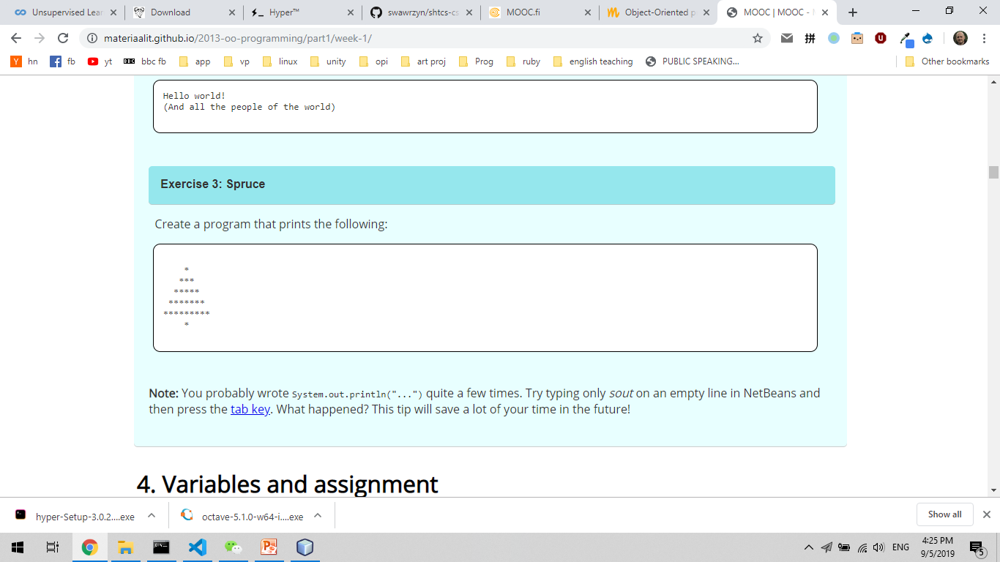 Unsupervised Lear
Download
Hyper™
swawrzyn/shtcs-cs
MOOC.fi
Object-Oriented p
MOOC | MOOC -
materiaalit.github.io/2013-oo-programming/part1/week-1/
hn
fb
yt
BBC
bbc fb
app
vp
linux
unity
opi
art proj
Prog
ruby
english teaching
PUBLIC SPEAKING...
Other bookmarks
Hello world!
(And all the people of the world)
Exercise 3: Spruce
Create a program that prints the following:
*
***
*****
*******
*********
*
Note: You probably wrote System.out.println("...") quite a few times. Try typing only sout on an empty line in NetBeans and
then press the tab key. What happened? This tip will save a lot of your time in the future!
4. Variables and assignment
hyper-Setup-3.0.2....exe
octave-5.1.0-w64-i....exe
Show all
ENG
4:25 PM
9/5/2019
5